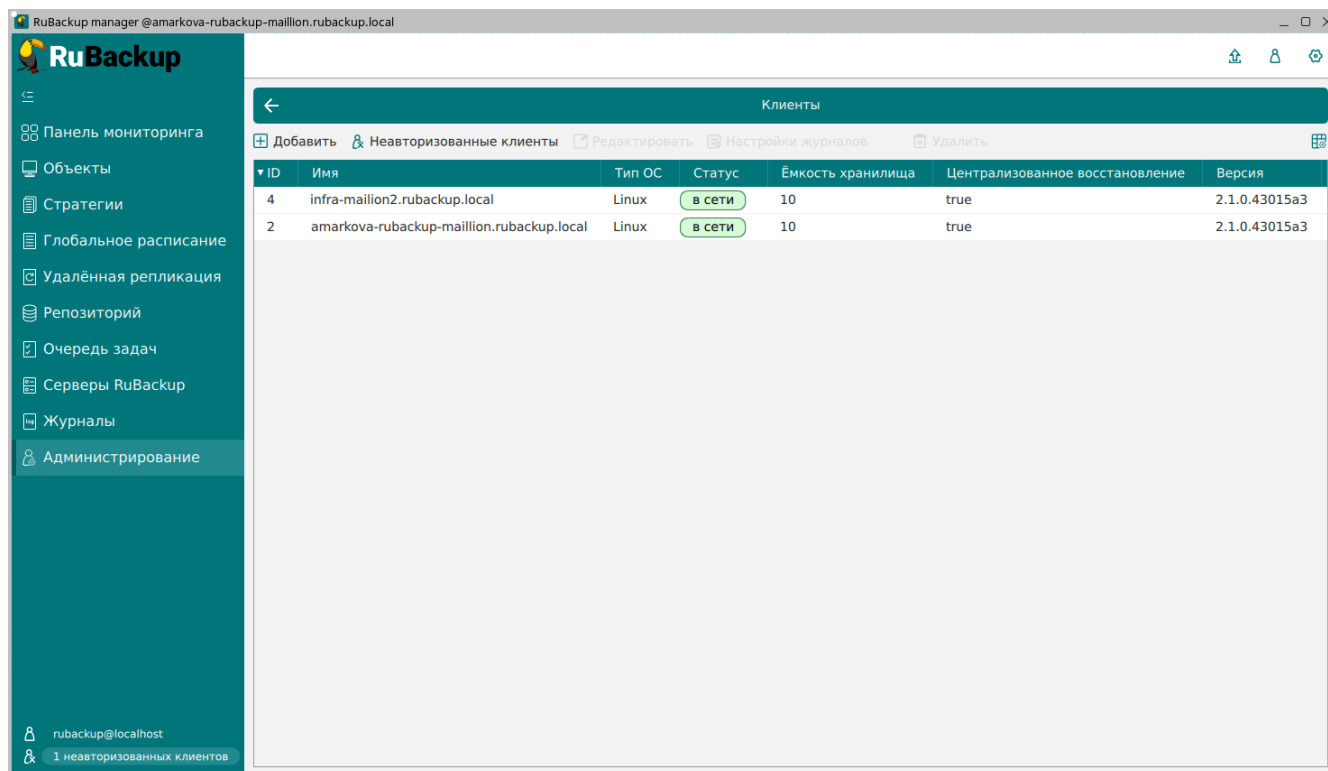 RuBackup manager @amarkova-rubackup-maillion.rubackup.local
RuBackup
Панель мониторинга
Объекты
Стратегии
Глобальное расписание
Удалённая репликация
Репозиторий
Очередь задач
Серверы RuBackup
Журналы
Администрирование
rubackup@localhost
1 неавторизованных клиентов
Клиенты
Добавить Неавторизованные клиенты Редактировать Настройки журналов Удалить
ID Имя Тип ОС Статус Ёмкость хранилища Централизованное восстановление Версия
4 infra-mailion2.rubackup.local Linux в сети 10 true 2.1.0.43015a3
2 amarkova-rubackup-maillion.rubackup.local Linux в сети 10 true 2.1.0.43015a3